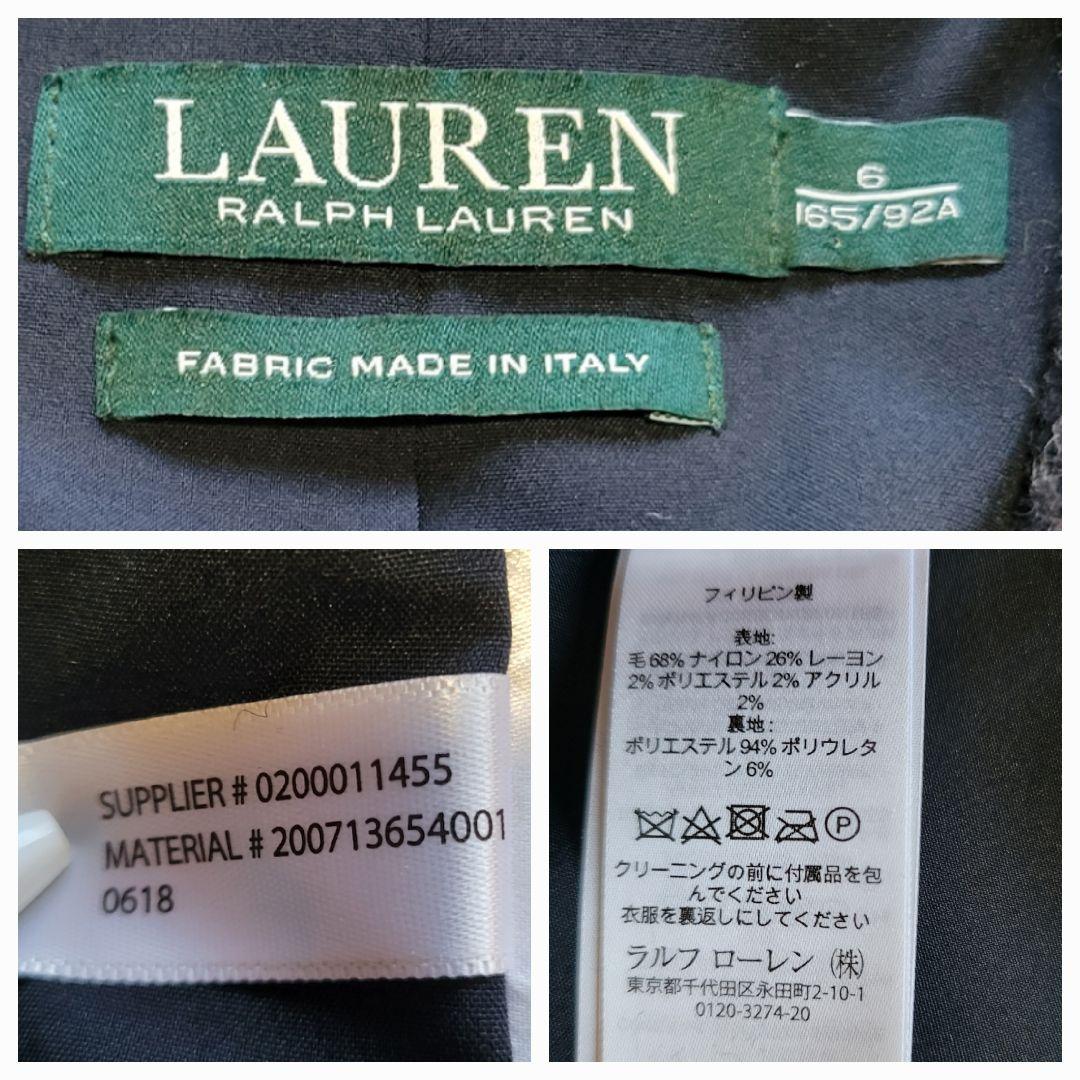 LAUREN
RALPH LAUREN
6
165/92A
FABRIC MADE IN ITALY
SUPPLIER # 0200011455
MATERIAL # 200713654001
0618
フィリピン製
表地:
毛 68% ナイロン 26% レーヨン
2% ポリエステル 2% アクリル
2%
裏地:
ポリエステル 94% ポリウレタ
ン 6%
P
クリーニングの前に付属品を包
んでください
衣服を裏返しにしてください
ラルフ ローレン (株)
東京都千代田区永田町2-10-1
0120-3274-20